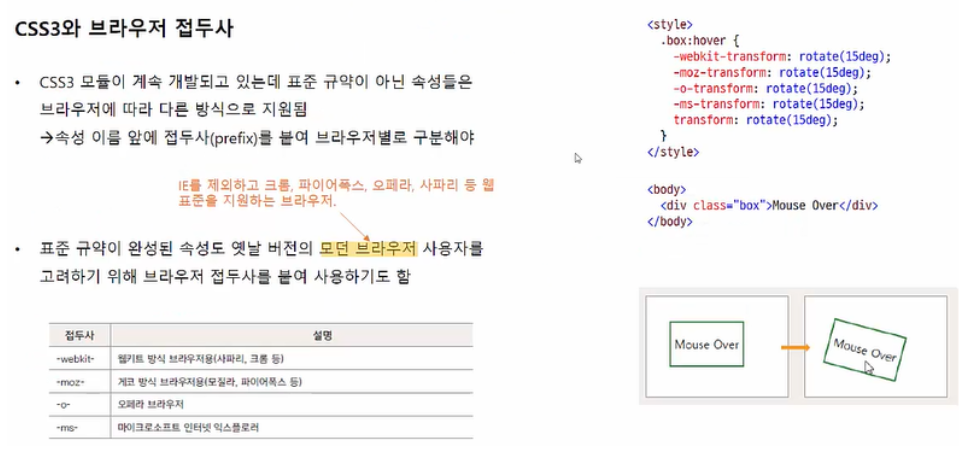 CSS3와 브라우저 접두사
• CSS3 모듈이 계속 개발되고 있는데 표준 규약이 아닌 속성들은
브라우저에 따라 다른 방식으로 지원됨
→속성 이름 앞에 접두사(prefix)를 붙여 브라우저별로 구분해야
IE를 제외하고 크롬, 파이어폭스, 오페라, 사파리 등 웹
표준을 지원하는 브라우저.
• 표준 규약이 완성된 속성도 옛날 버전의 모던 브라우저 사용자를
고려하기 위해 브라우저 접두사를 붙여 사용하기도 함
접두사 설명
-webkit- 웹키트 방식 브라우저용(사파리, 크롬 등)
-moz- 게코 방식 브라우저용(모질라, 파이어폭스 등)
-o- 오페라 브라우저
-ms- 마이크로소프트 인터넷 익스플로러
<style>
.box:hover {
-webkit-transform: rotate(15deg);
-moz-transform: rotate(15deg);
-o-transform: rotate(15deg);
-ms-transform: rotate(15deg);
transform: rotate(15deg);
}
</style>
<body>
<div class="box">Mouse Over</div>
</body>
Mouse Over
Mouse Over